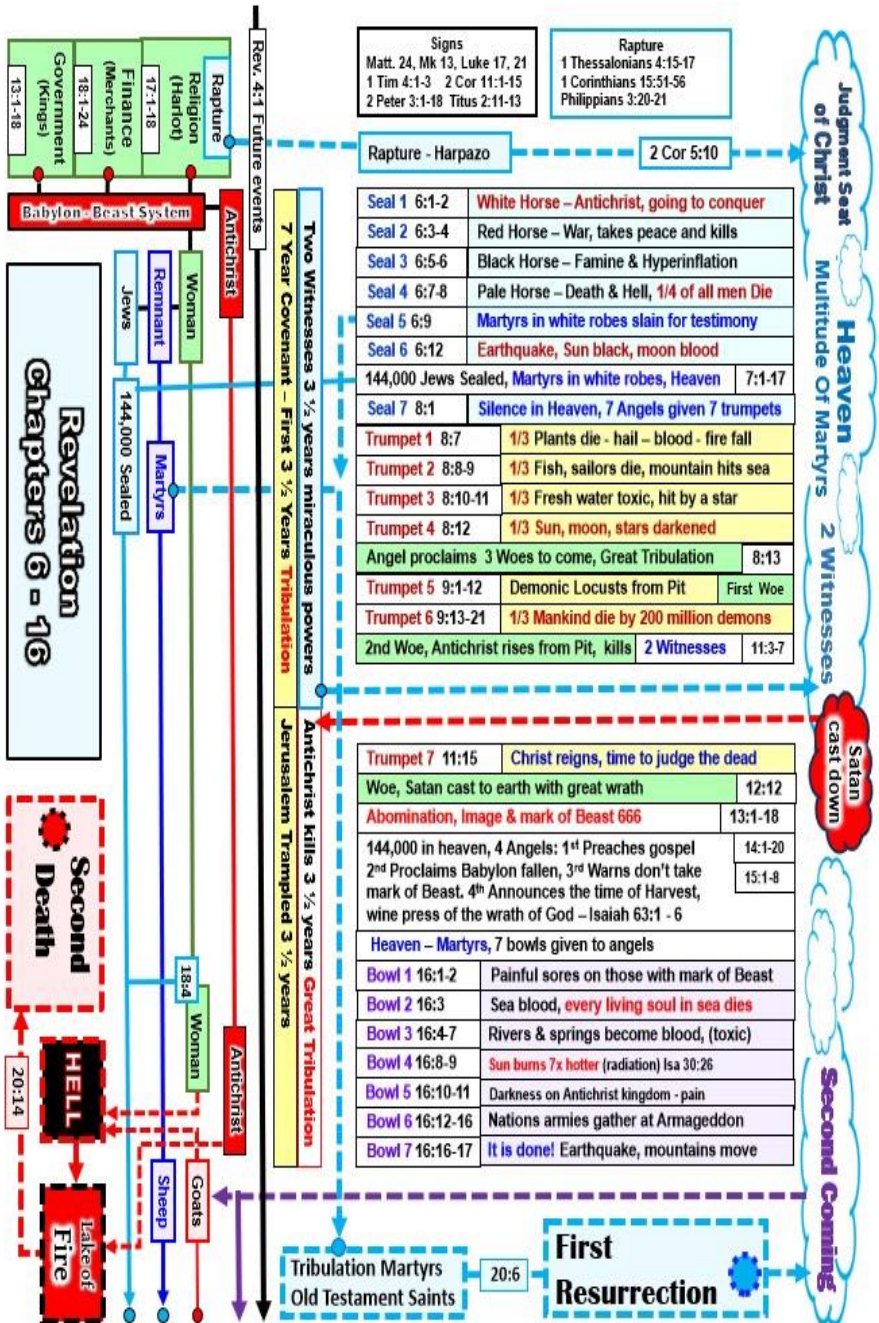 Signs
Matt. 24, Mk 13, Luke 17, 21
1 Tim 4:1-3 2 Cor 11:1-15
2 Peter 3:1-18 Titus 2:11-13
Rapture
1 Thessalonians 4:15-17
1 Corinthians 15:51-56
Philippians 3:20-21
Rapture - Harpazo
2 Cor 5:10
Judgment Seat
of Christ
Heaven
Multitude Of Martyrs 2 Witnesses
Satan
cast down
Second Coming
Seal 1 6:1-2 White Horse – Antichrist, going to conquer
Seal 2 6:3-4 Red Horse – War, takes peace and kills
Seal 3 6:5-6 Black Horse – Famine & Hyperinflation
Seal 4 6:7-8 Pale Horse – Death & Hell, 1/4 of all men Die
Seal 5 6:9 Martyrs in white robes slain for testimony
Seal 6 6:12 Earthquake, Sun black, moon blood
144,000 Jews Sealed, Martyrs in white robes, Heaven 7:1-17
Seal 7 8:1 Silence in Heaven, 7 Angels given 7 trumpets
Trumpet 1 8:7 1/3 Plants die - hail – blood - fire fall
Trumpet 2 8:8-9 1/3 Fish, sailors die, mountain hits sea
Trumpet 3 8:10-11 1/3 Fresh water toxic, hit by a star
Trumpet 4 8:12 1/3 Sun, moon, stars darkened
Angel proclaims 3 Woes to come, Great Tribulation 8:13
Trumpet 5 9:1-12 Demonic Locusts from Pit First Woe
Trumpet 6 9:13-21 1/3 Mankind die by 200 million demons
2nd Woe, Antichrist rises from Pit, kills 2 Witnesses 11:3-7
Trumpet 7 11:15 Christ reigns, time to judge the dead
Woe, Satan cast to earth with great wrath 12:12
Abomination, Image & mark of Beast 666 13:1-18
144,000 in heaven, 4 Angels: 1st Preaches gospel 14:1-20
2nd Proclaims Babylon fallen, 3rd Warns don't take 15:1-8
mark of Beast. 4th Announces the time of Harvest,
wine press of the wrath of God – Isaiah 63:1 - 6
Heaven – Martyrs, 7 bowls given to angels
Bowl 1 16:1-2 Painful sores on those with mark of Beast
Bowl 2 16:3 Sea blood, every living soul in sea dies
Bowl 3 16:4-7 Rivers & springs become blood, (toxic)
Bowl 4 16:8-9 Sun burns 7x hotter (radiation) Isa 30:26
Bowl 5 16:10-11 Darkness on Antichrist kingdom - pain
Bowl 6 16:12-16 Nations armies gather at Armageddon
Bowl 7 16:16-17 It is done! Earthquake, mountains move
Two Witnesses 3 ½ years miraculous powers
Antichrist kills 3 ½ years Great Tribulation
7 Year Covenant – First 3 ½ Years Tribulation
Jerusalem Trampled 3 ½ years
Rev. 4:1 Future events
Rapture
Religion
(Harlot)
17:1-18
Finance
(Merchants)
18:1-24
Government
(Kings)
13:1-18
Babylon - Beast System
Antichrist
Antichrist
Woman
18:4
Woman
Remnant
Martyrs
Sheep
Goats
Jews
144,000 Sealed
Revelation
Chapters 6 - 16
Second
Death
20:14
HELL
Lake of
Fire
Tribulation Martyrs
Old Testament Saints
20:6
First
Resurrection